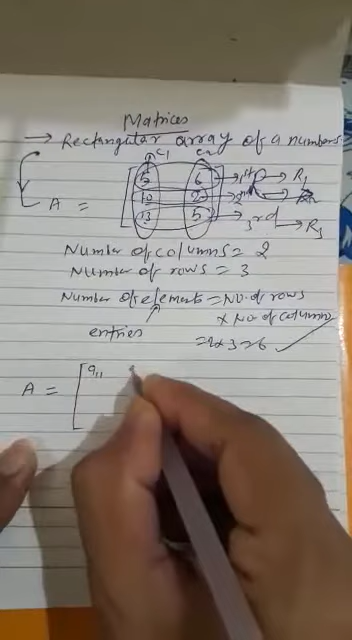 Matrices
→ Rectangular array of a numbers
C1 C2
5 6 → 1st → R1
A = 10 2 → 2nd →
13 5 → 3rd → R3
Number of columns = 2
Number of rows = 3
Number of elements = No. of rows
× No of columns
entries
= 2 × 3 = 6
A = [ a11